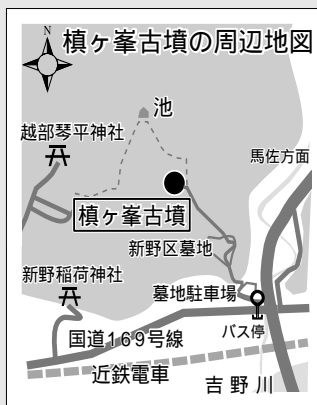 N
槙ヶ峯古墳の周辺地図
池
越部琴平神社
馬佐方面
槙ヶ峯古墳
新野区墓地
新野稲荷神社
墓地駐車場
国道169号線
バス停
近鉄電車
吉野川